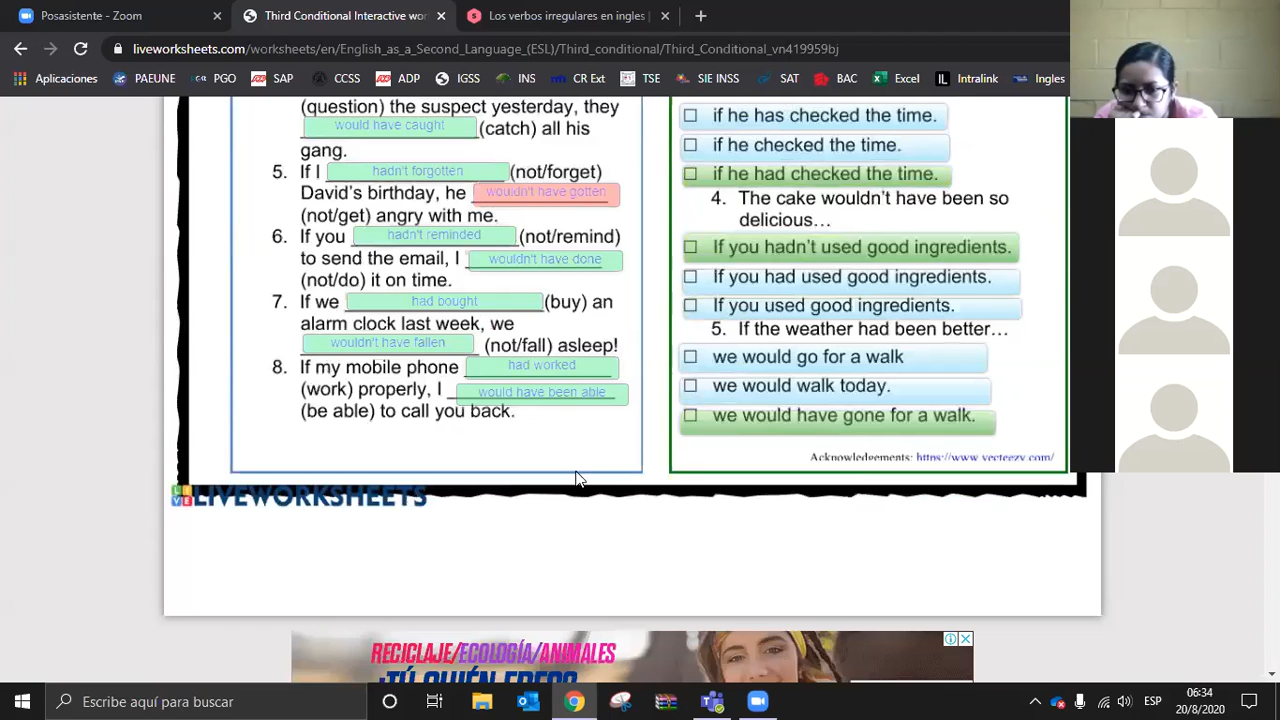 Posasistente - Zoom
Third Conditional Interactive wor
Los verbos irregulares en ingles |
liveworksheets.com/worksheets/en/English_as_a_Second_Language_(ESL)/Third_conditional/Third_Conditional_vn419959bj
Aplicaciones PAEUNE PGO SAP CCSS ADP IGSS INS CR Ext TSE SIE INSS SAT BAC Excel Intralink Ingles
(question) the suspect yesterday, they
would have caught (catch) all his
gang.
5. If I hadn't forgotten (not/forget)
David's birthday, he wouldn't have gotten
(not/get) angry with me.
6. If you hadn't reminded (not/remind)
to send the email, I wouldn't have done
(not/do) it on time.
7. If we had bought (buy) an
alarm clock last week, we
wouldn't have fallen (not/fall) asleep!
8. If my mobile phone had worked
(work) properly, I would have been able
(be able) to call you back.
if he has checked the time.
if he checked the time.
if he had checked the time.
4. The cake wouldn't have been so
delicious…
If you hadn't used good ingredients.
If you had used good ingredients.
If you used good ingredients.
5. If the weather had been better…
we would go for a walk
we would walk today.
we would have gone for a walk.
Acknowledgements: https://www.vecteezy.com/
LIVE LIVEWORKSHEETS
RECICLAJE/ECOLOGÍA/ANIMALES
¿TÚ QUIÉN ERES?
Escribe aquí para buscar
ESP
06:34
20/8/2020